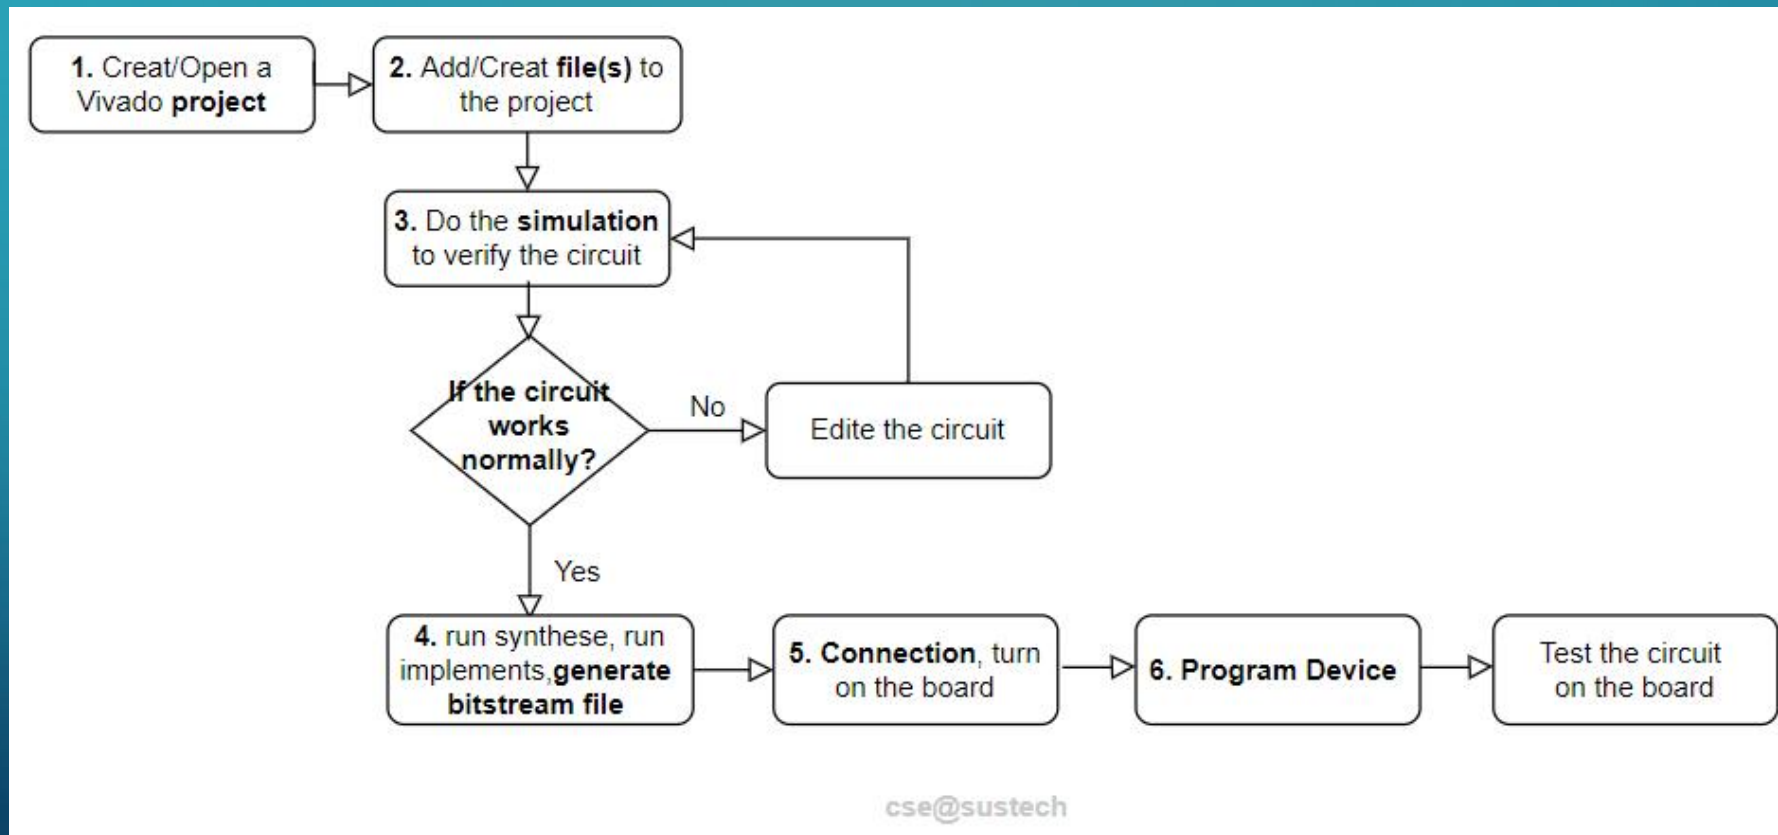 1. Creat/Open a
Vivado project
2. Add/Creat file(s) to
the project
3. Do the simulation
to verify the circuit
If the circuit
works
normally?
No
Edite the circuit
Yes
4. run synthese, run
implements,generate
bitstream file
5. Connection, turn
on the board
6. Program Device
Test the circuit
on the board
cse@sustech